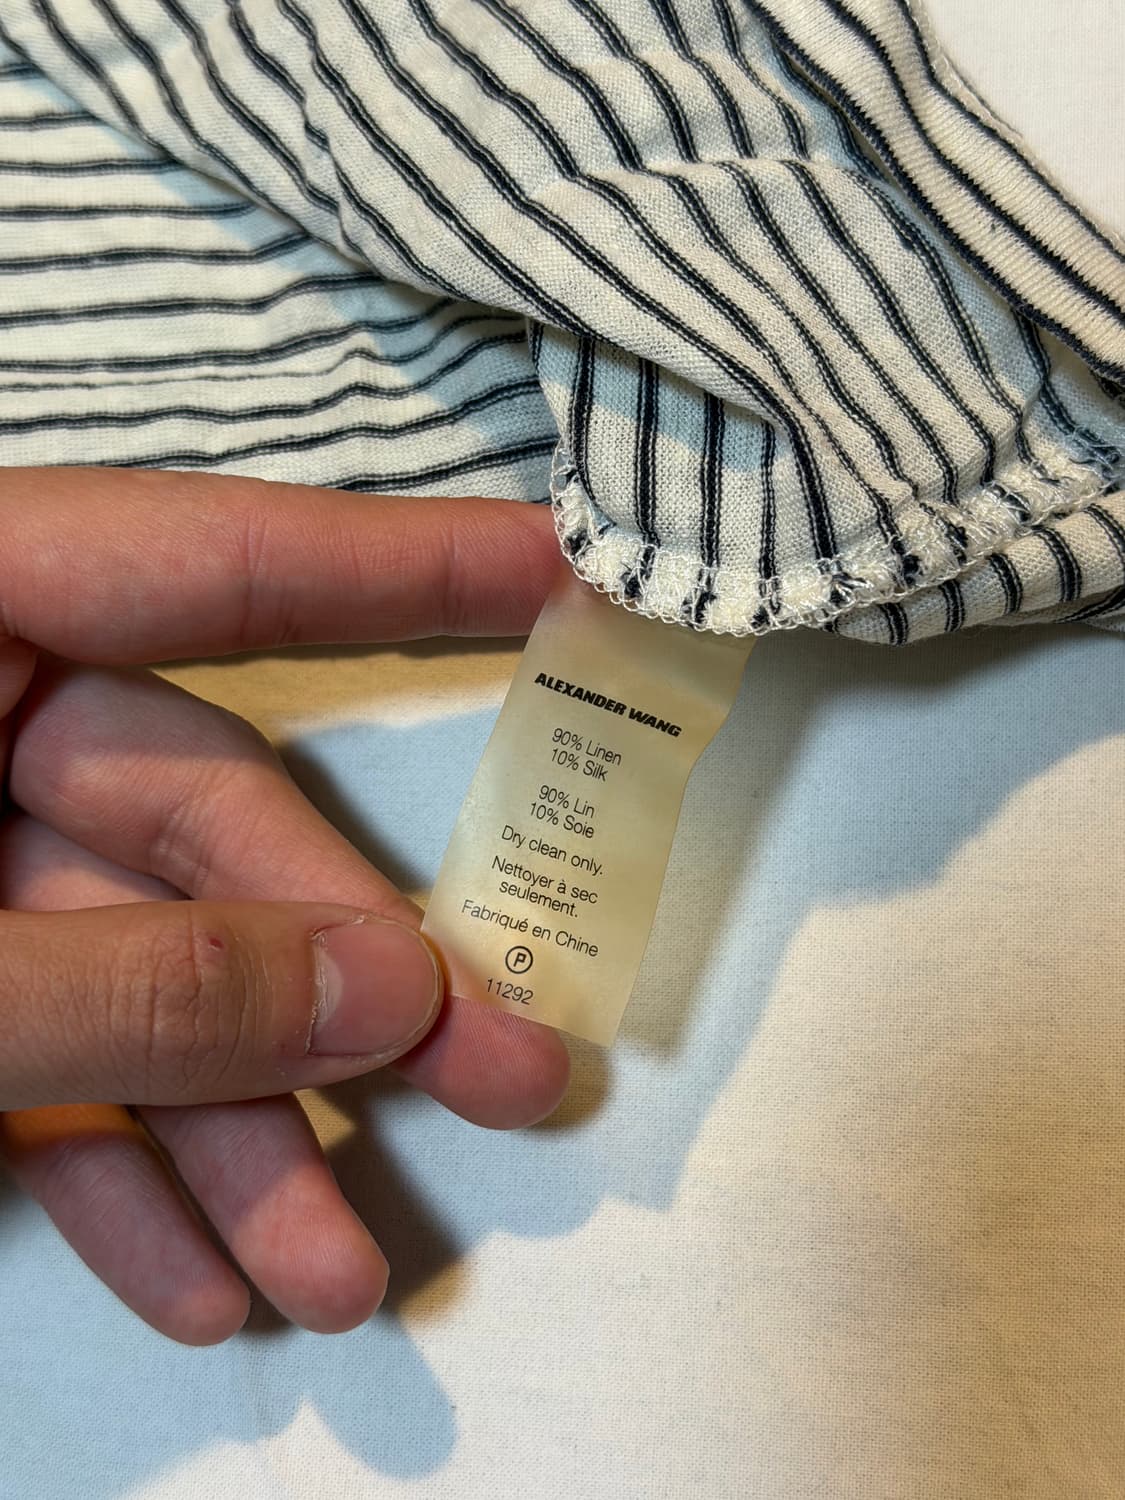 ALEXANDER WANG
90% Linen
10% Silk
90% Lin
10% Soie
Dry clean only.
Nettoyer à sec
seulement.
Fabriqué en Chine
P
11292